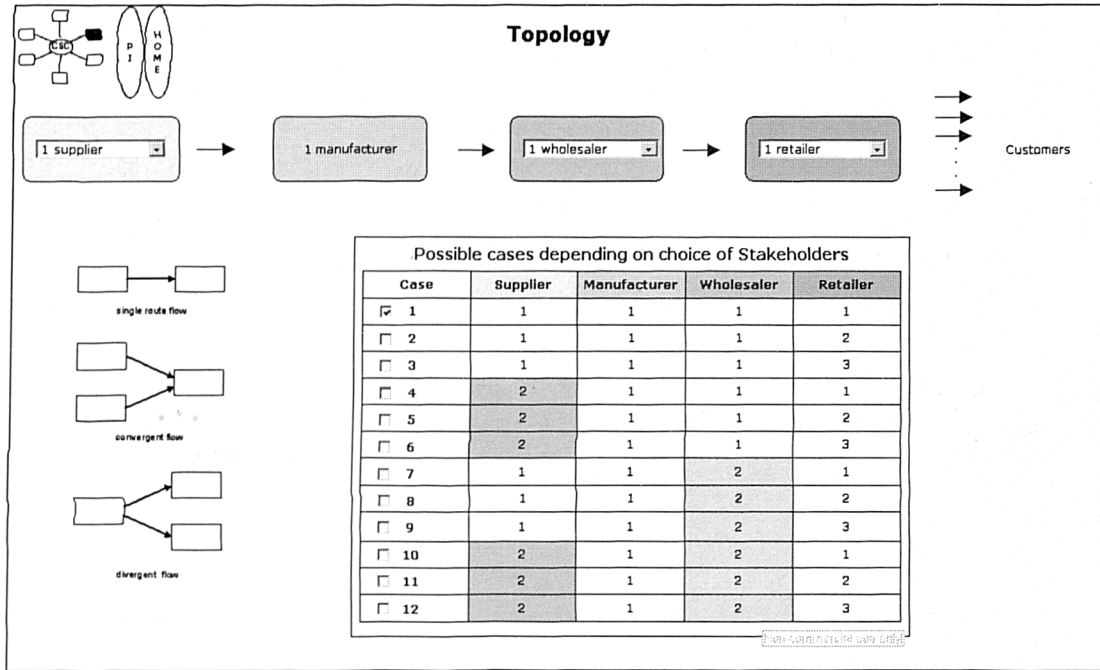 Topology
CSC
PI
HOME
1 supplier
1 manufacturer
1 wholesaler
1 retailer
Customers
single route flow
convergent flow
divergent flow
Possible cases depending on choice of Stakeholders
Case Supplier Manufacturer Wholesaler Retailer
1 1 1 1 1
2 1 1 1 2
3 1 1 1 3
4 2 1 1 1
5 2 1 1 2
6 2 1 1 3
7 1 1 2 1
8 1 1 2 2
9 1 1 2 3
10 2 1 2 1
11 2 1 2 2
12 2 1 2 3
Non-commercial use only!